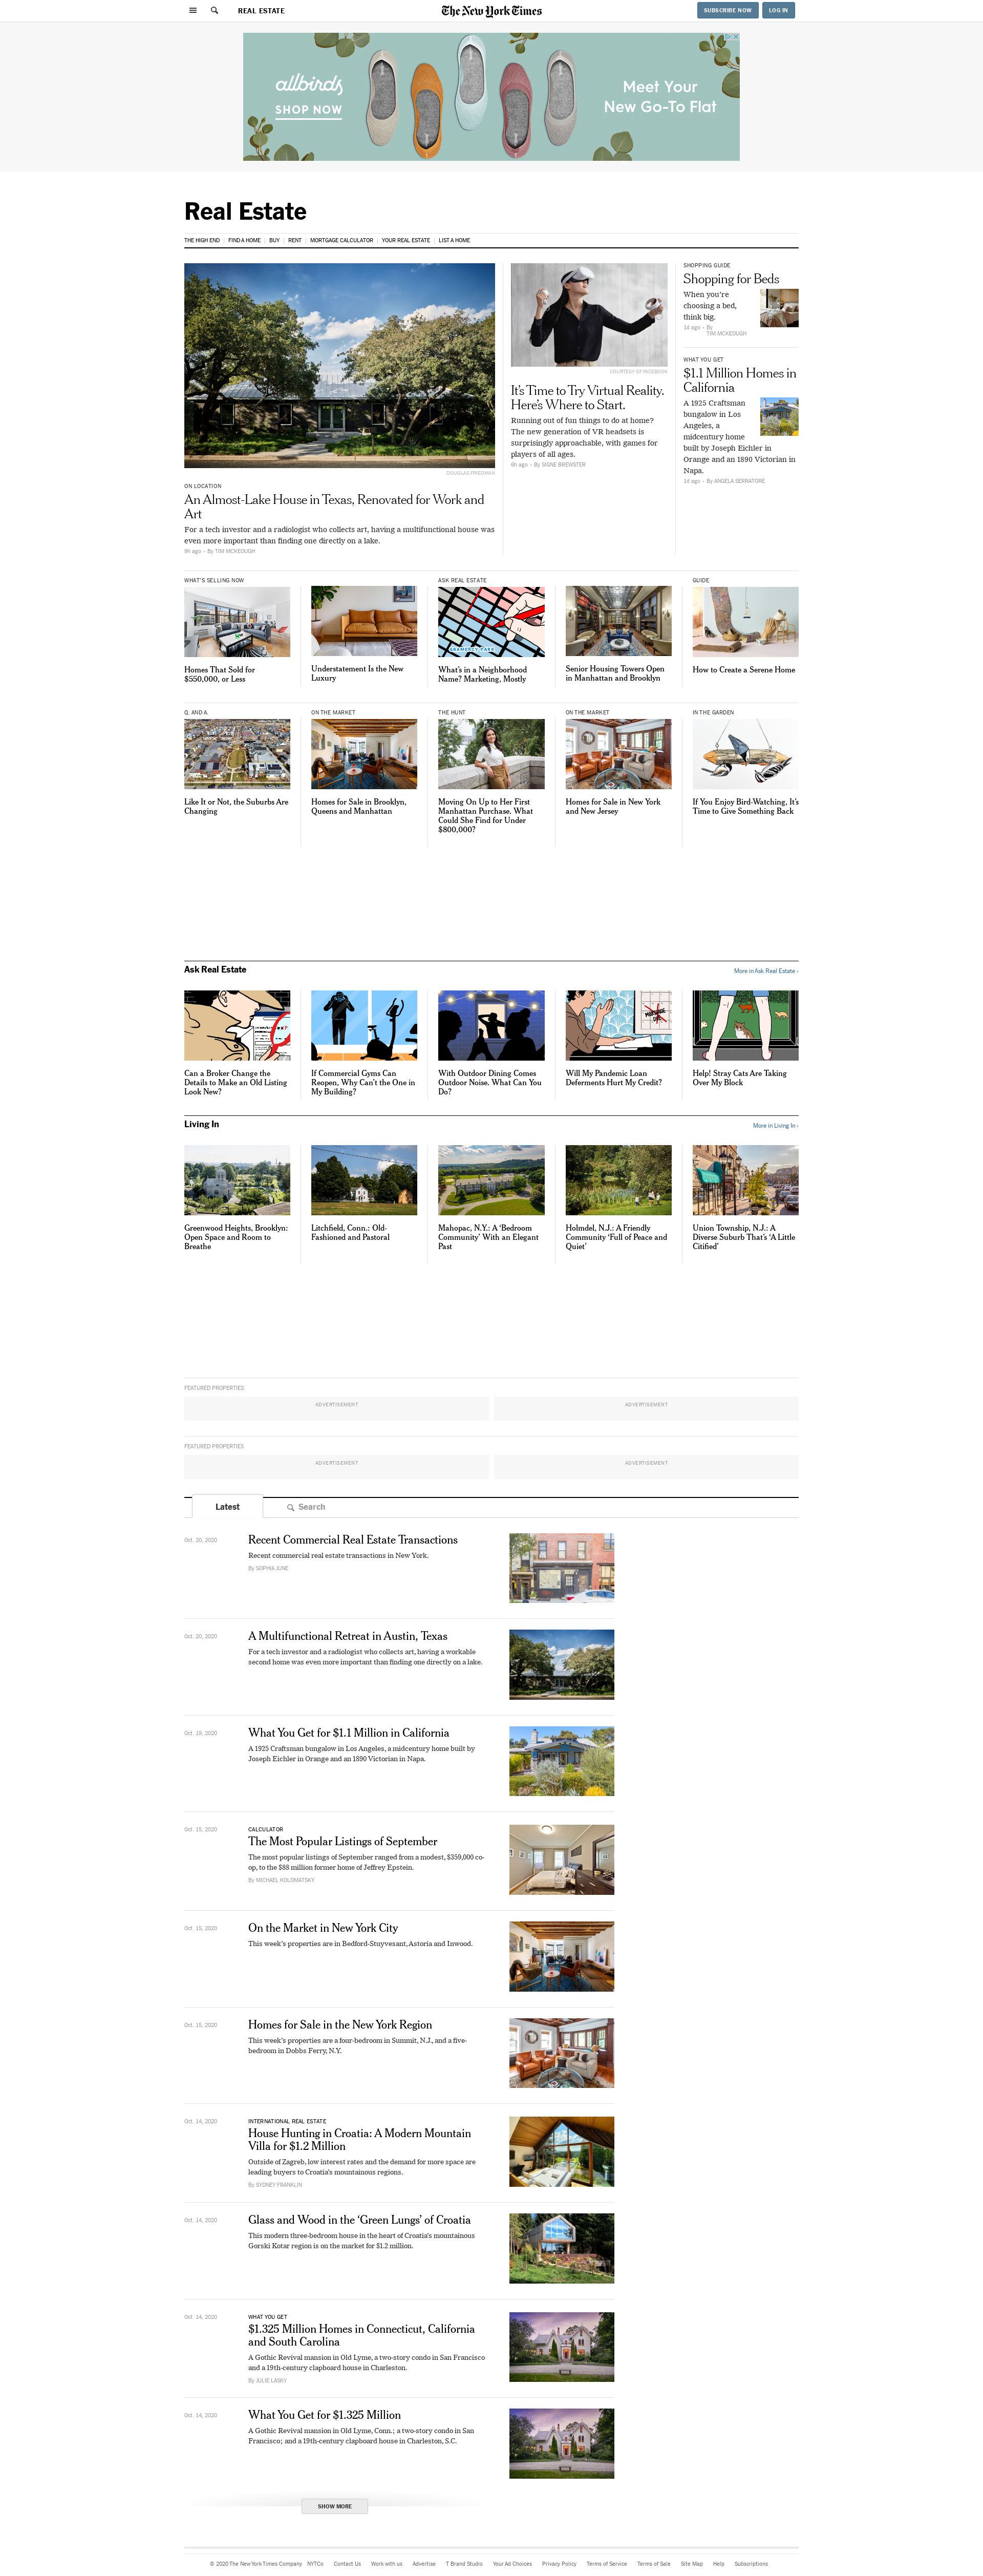 REAL ESTATE
The New York Times
SUBSCRIBE NOW
LOG IN
allbirds
SHOP NOW
Meet Your
New Go-To Flat
Real Estate
THE HIGH END
FIND A HOME
BUY
RENT
MORTGAGE CALCULATOR
YOUR REAL ESTATE
LIST A HOME
DOUGLAS FRIEDMAN
ON LOCATION
An Almost-Lake House in Texas, Renovated for Work and
Art
For a tech investor and a radiologist who collects art, having a multifunctional house was
even more important than finding one directly on a lake.
9h ago - By TIM MCKEOUGH
COURTESY OF FACEBOOK
It's Time to Try Virtual Reality.
Here's Where to Start.
Running out of fun things to do at home?
The new generation of VR headsets is
surprisingly approachable, with games for
players of all ages.
6h ago - By SIGNE BREWSTER
SHOPPING GUIDE
Shopping for Beds
When you're
choosing a bed,
think big.
1d ago - By
TIM MCKEOUGH
WHAT YOU GET
$1.1 Million Homes in
California
A 1925 Craftsman
bungalow in Los
Angeles, a
midcentury home
built by Joseph Eichler in
Orange and an 1890 Victorian in
Napa.
1d ago - By ANGELA SERRATORE
WHAT'S SELLING NOW
Homes That Sold for
$550,000, or Less
Understatement Is the New
Luxury
ASK REAL ESTATE
GRAMERCY PARK
What's in a Neighborhood
Name? Marketing, Mostly
Senior Housing Towers Open
in Manhattan and Brooklyn
GUIDE
How to Create a Serene Home
Q. AND A.
Like It or Not, the Suburbs Are
Changing
ON THE MARKET
Homes for Sale in Brooklyn,
Queens and Manhattan
THE HUNT
Moving On Up to Her First
Manhattan Purchase. What
Could She Find for Under
$800,000?
ON THE MARKET
Homes for Sale in New York
and New Jersey
IN THE GARDEN
If You Enjoy Bird-Watching, It's
Time to Give Something Back
Ask Real Estate
More in Ask Real Estate ›
Can a Broker Change the
Details to Make an Old Listing
Look New?
If Commercial Gyms Can
Reopen, Why Can't the One in
My Building?
With Outdoor Dining Comes
Outdoor Noise. What Can You
Do?
Will My Pandemic Loan
Deferments Hurt My Credit?
Help! Stray Cats Are Taking
Over My Block
Living In
More in Living In ›
Greenwood Heights, Brooklyn:
Open Space and Room to
Breathe
Litchfield, Conn.: Old-
Fashioned and Pastoral
Mahopac, N.Y.: A 'Bedroom
Community' With an Elegant
Past
Holmdel, N.J.: A Friendly
Community 'Full of Peace and
Quiet'
Union Township, N.J.: A
Diverse Suburb That's 'A Little
Citified'
FEATURED PROPERTIES
ADVERTISEMENT
ADVERTISEMENT
FEATURED PROPERTIES
ADVERTISEMENT
ADVERTISEMENT
Latest
Search
Oct. 20, 2020
Recent Commercial Real Estate Transactions
Recent commercial real estate transactions in New York.
By SOPHIA JUNE
Oct. 20, 2020
A Multifunctional Retreat in Austin, Texas
For a tech investor and a radiologist who collects art, having a workable
second home was even more important than finding one directly on a lake.
Oct. 19, 2020
What You Get for $1.1 Million in California
A 1925 Craftsman bungalow in Los Angeles, a midcentury home built by
Joseph Eichler in Orange and an 1890 Victorian in Napa.
Oct. 15, 2020
CALCULATOR
The Most Popular Listings of September
The most popular listings of September ranged from a modest, $359,000 co-
op, to the $88 million former home of Jeffrey Epstein.
By MICHAEL KOLOMATSKY
Oct. 15, 2020
On the Market in New York City
This week's properties are in Bedford-Stuyvesant, Astoria and Inwood.
Oct. 15, 2020
Homes for Sale in the New York Region
This week's properties are a four-bedroom in Summit, N.J., and a five-
bedroom in Dobbs Ferry, N.Y.
Oct. 14, 2020
INTERNATIONAL REAL ESTATE
House Hunting in Croatia: A Modern Mountain
Villa for $1.2 Million
Outside of Zagreb, low interest rates and the demand for more space are
leading buyers to Croatia's mountainous regions.
By SYDNEY FRANKLIN
Oct. 14, 2020
Glass and Wood in the 'Green Lungs' of Croatia
This modern three-bedroom house in the heart of Croatia's mountainous
Gorski Kotar region is on the market for $1.2 million.
Oct. 14, 2020
WHAT YOU GET
$1.325 Million Homes in Connecticut, California
and South Carolina
A Gothic Revival mansion in Old Lyme, a two-story condo in San Francisco
and a 19th-century clapboard house in Charleston.
By JULIE LASKY
Oct. 14, 2020
What You Get for $1.325 Million
A Gothic Revival mansion in Old Lyme, Conn.; a two-story condo in San
Francisco; and a 19th-century clapboard house in Charleston, S.C.
SHOW MORE
© 2020 The New York Times Company
NYTCo
Contact Us
Work with us
Advertise
T Brand Studio
Your Ad Choices
Privacy Policy
Terms of Service
Terms of Sale
Site Map
Help
Subscriptions